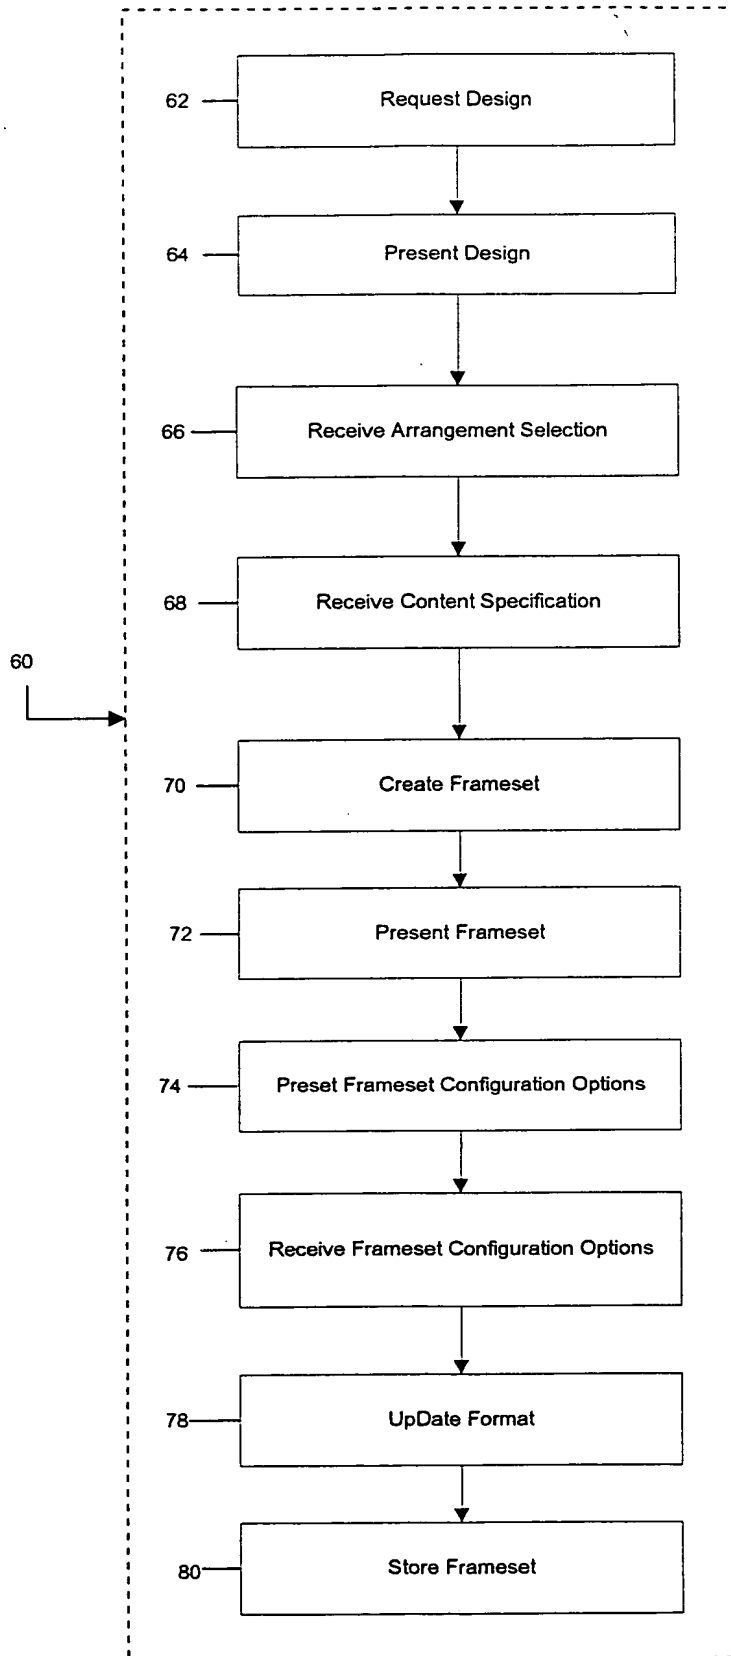 62 Request Design
64 Present Design
66 Receive Arrangement Selection
68 Receive Content Specification
60
70 Create Frameset
72 Present Frameset
74 Preset Frameset Configuration Options
76 Receive Frameset Configuration Options
78 UpDate Format
80 Store Frameset